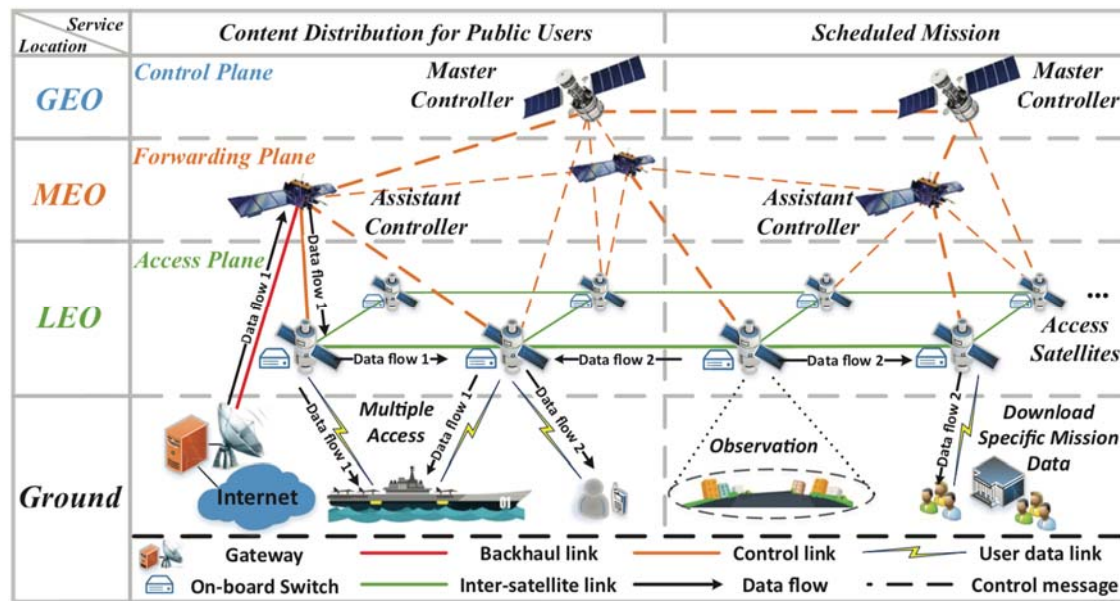 Service
Location
Content Distribution for Public Users
Scheduled Mission
GEO
Control Plane
Master
Controller
Master
Controller
MEO
Forwarding Plane
Assistant
Controller
Assistant
Controller
LEO
Access Plane
Data flow 1
Data flow 1
Data flow 1
Data flow 2
Data flow 2
...
Access
Satellites
Ground
Internet
Data flow 1
Multiple
Access
Data flow 1
Data flow 2
Observation
Data flow 2
Download
Specific Mission
Data
01
Gateway
Backhaul link
Control link
User data link
On-board Switch
Inter-satellite link
Data flow
Control message